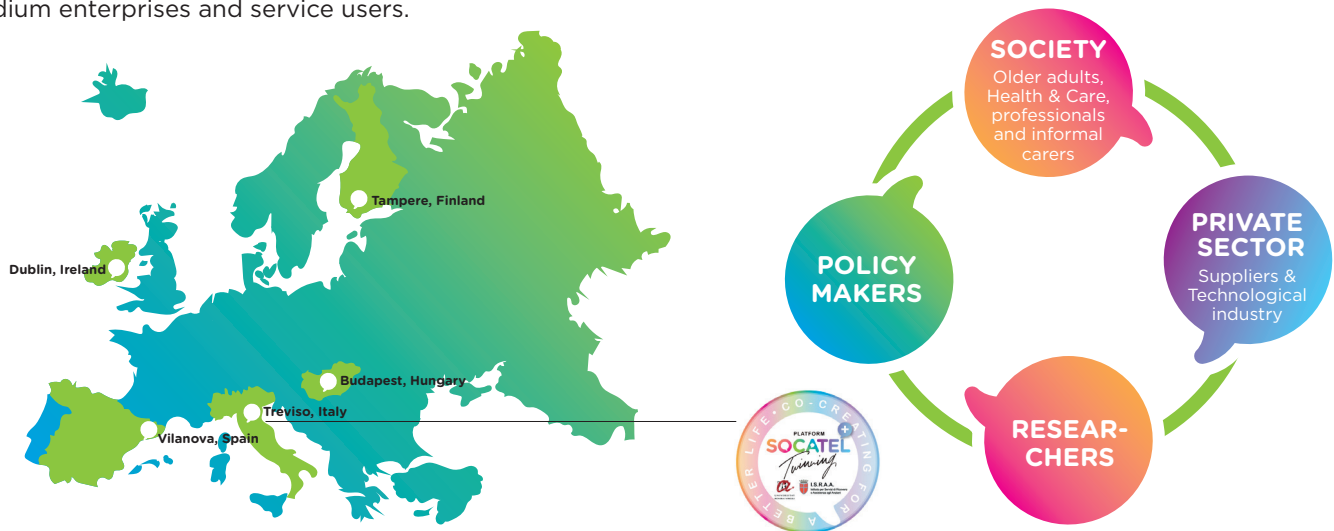 dium enterprises and service users.
Tampere, Finland
Dublin, Ireland
Budapest, Hungary
Treviso, Italy
Vilanova, Spain
SOCIETY
Older adults,
Health & Care,
professionals
and informal
carers
PRIVATE
SECTOR
Suppliers &
Technological
industry
POLICY
MAKERS
RESEAR-
CHERS
CO-CREATING FOR A BETTER LIFE •
PLATFORM
SOCATEL
+
Twinning
I.S.R.A.A.